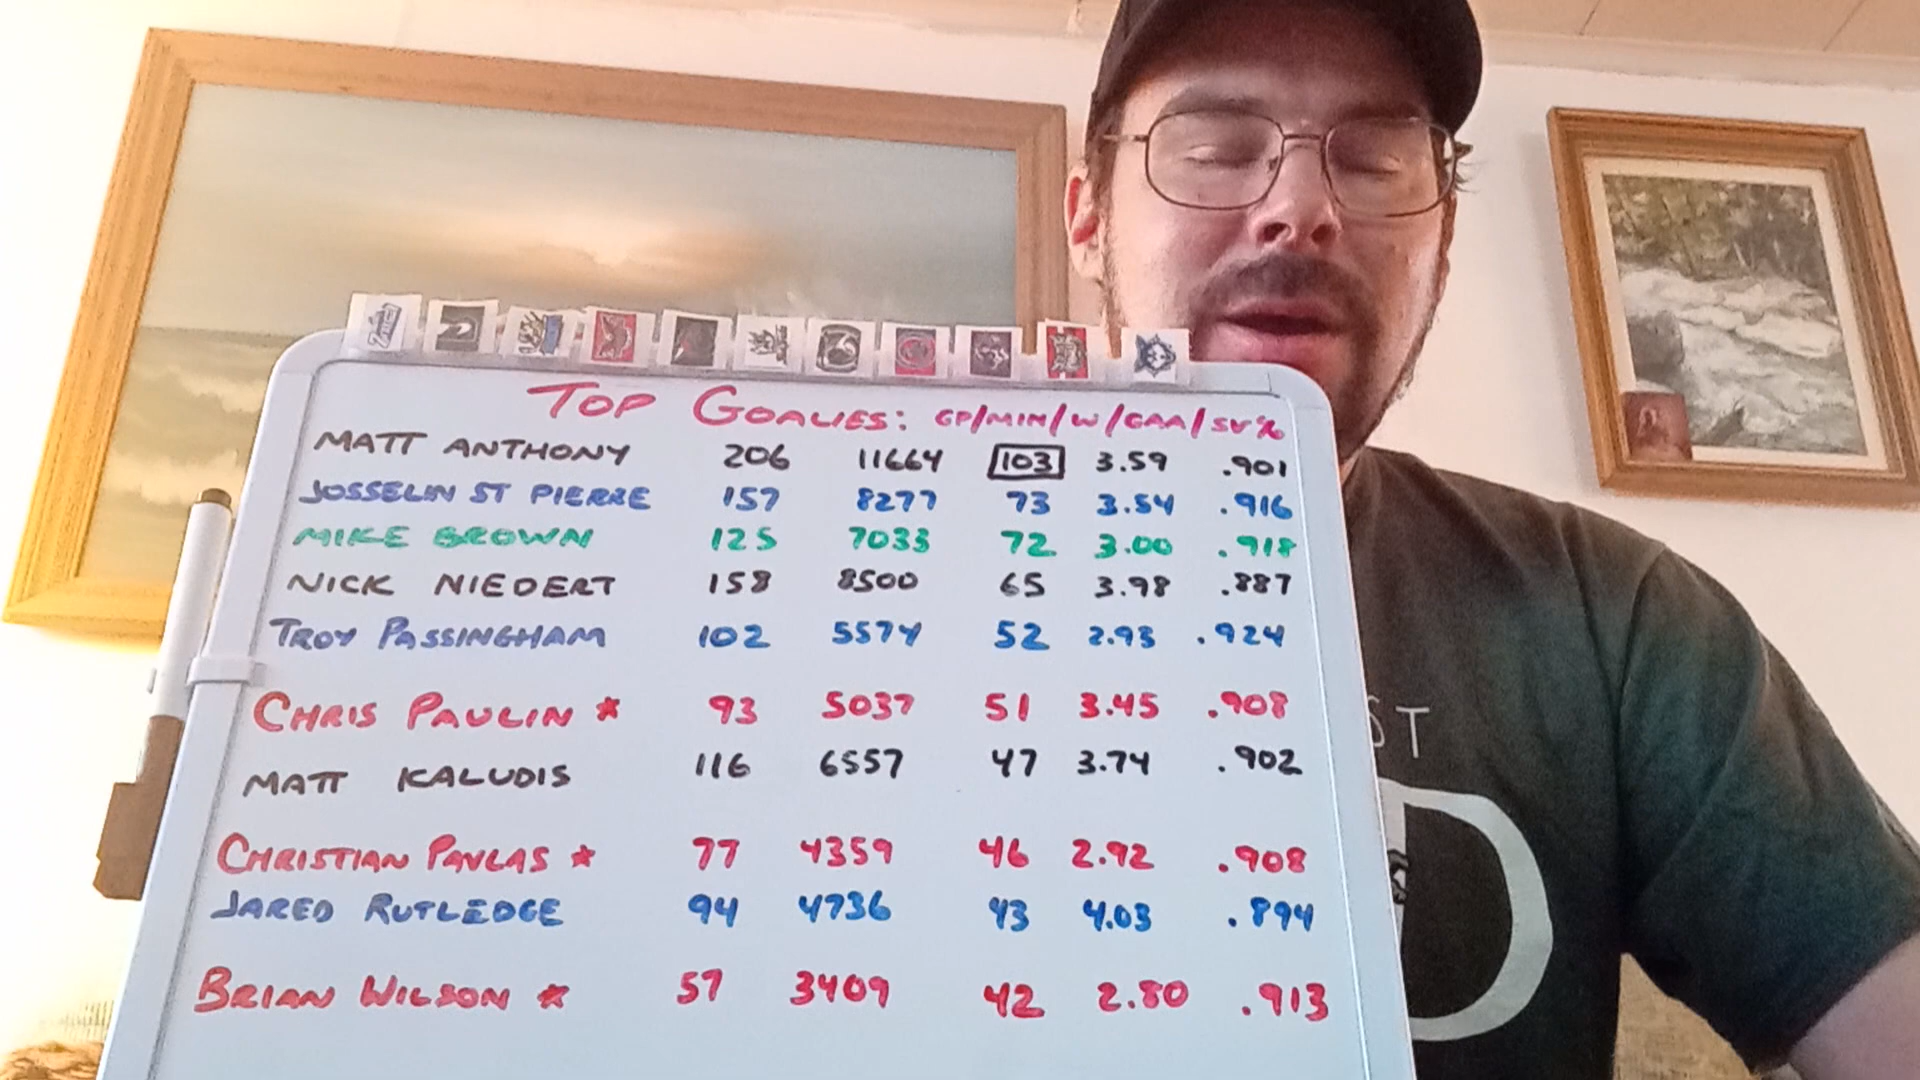 TOP GOALIES: GP/MIN/W/GAA/SV%
MATT ANTHONY 206 11664 103 3.59 .901
JOSSELIN ST PIERRE 157 8277 73 3.54 .916
MIKE BROWN 125 7033 72 3.00 .918
NICK NIEDERT 158 8500 65 3.98 .887
TROY PASSINGHAM 102 5574 52 2.93 .924
CHRIS PAULIN ★ 93 5037 51 3.45 .908
MATT KALUDIS 116 6557 47 3.74 .902
CHRISTIAN PAVLAS ★ 77 4359 46 2.92 .908
JARED RUTLEDGE 94 4736 43 4.03 .894
BRIAN WILSON ★ 57 3409 42 2.80 .913